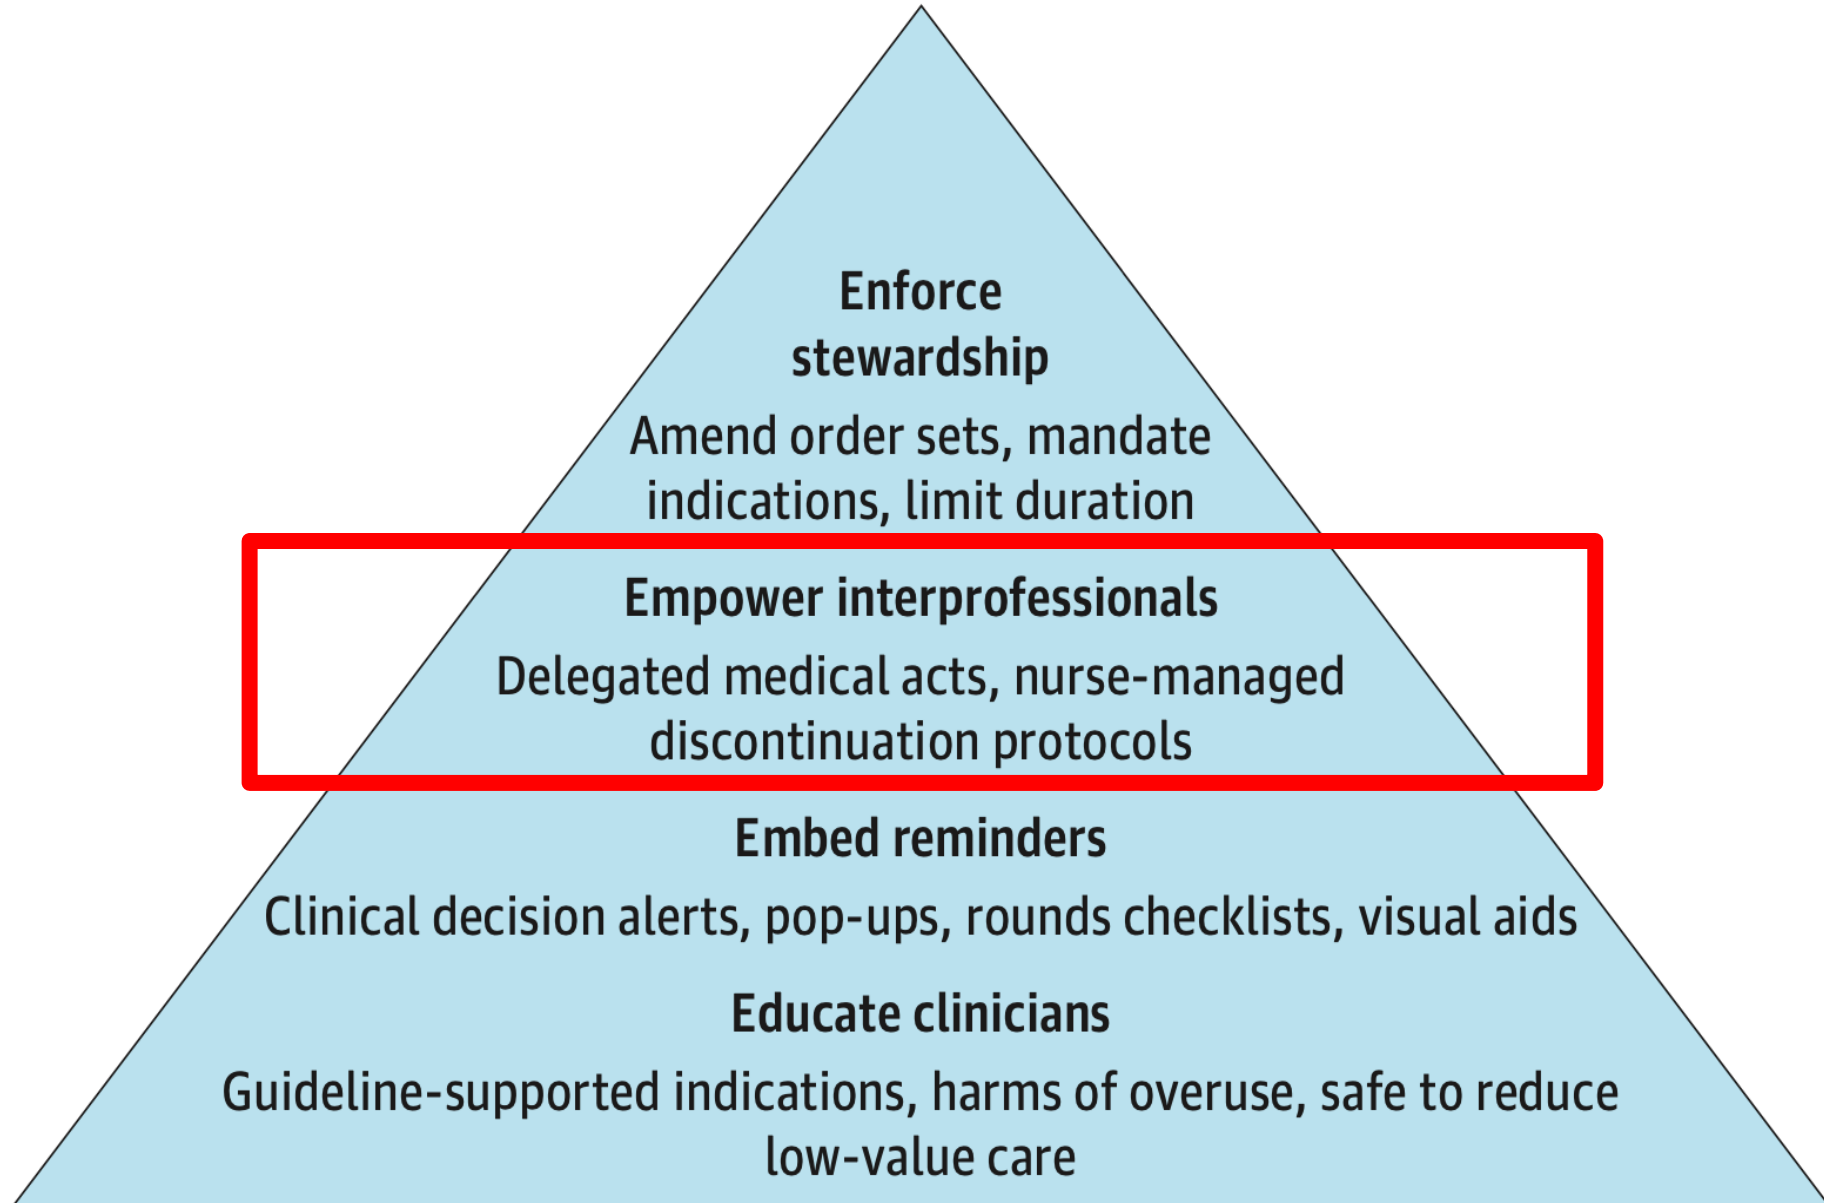 Enforce
stewardship
Amend order sets, mandate
indications, limit duration
Empower interprofessionals
Delegated medical acts, nurse-managed
discontinuation protocols
Embed reminders
Clinical decision alerts, pop-ups, rounds checklists, visual aids
Educate clinicians
Guideline-supported indications, harms of overuse, safe to reduce
low-value care